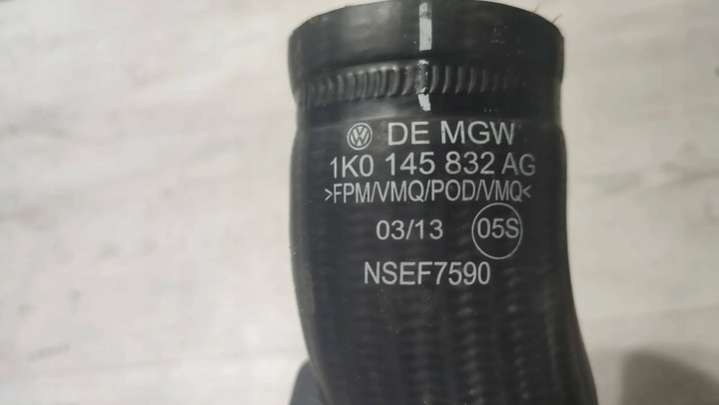 DE MGW
1K0 145 832 AG
>FPM/VMQ/POD/VMQ<
03/13 05S
NSEF7590